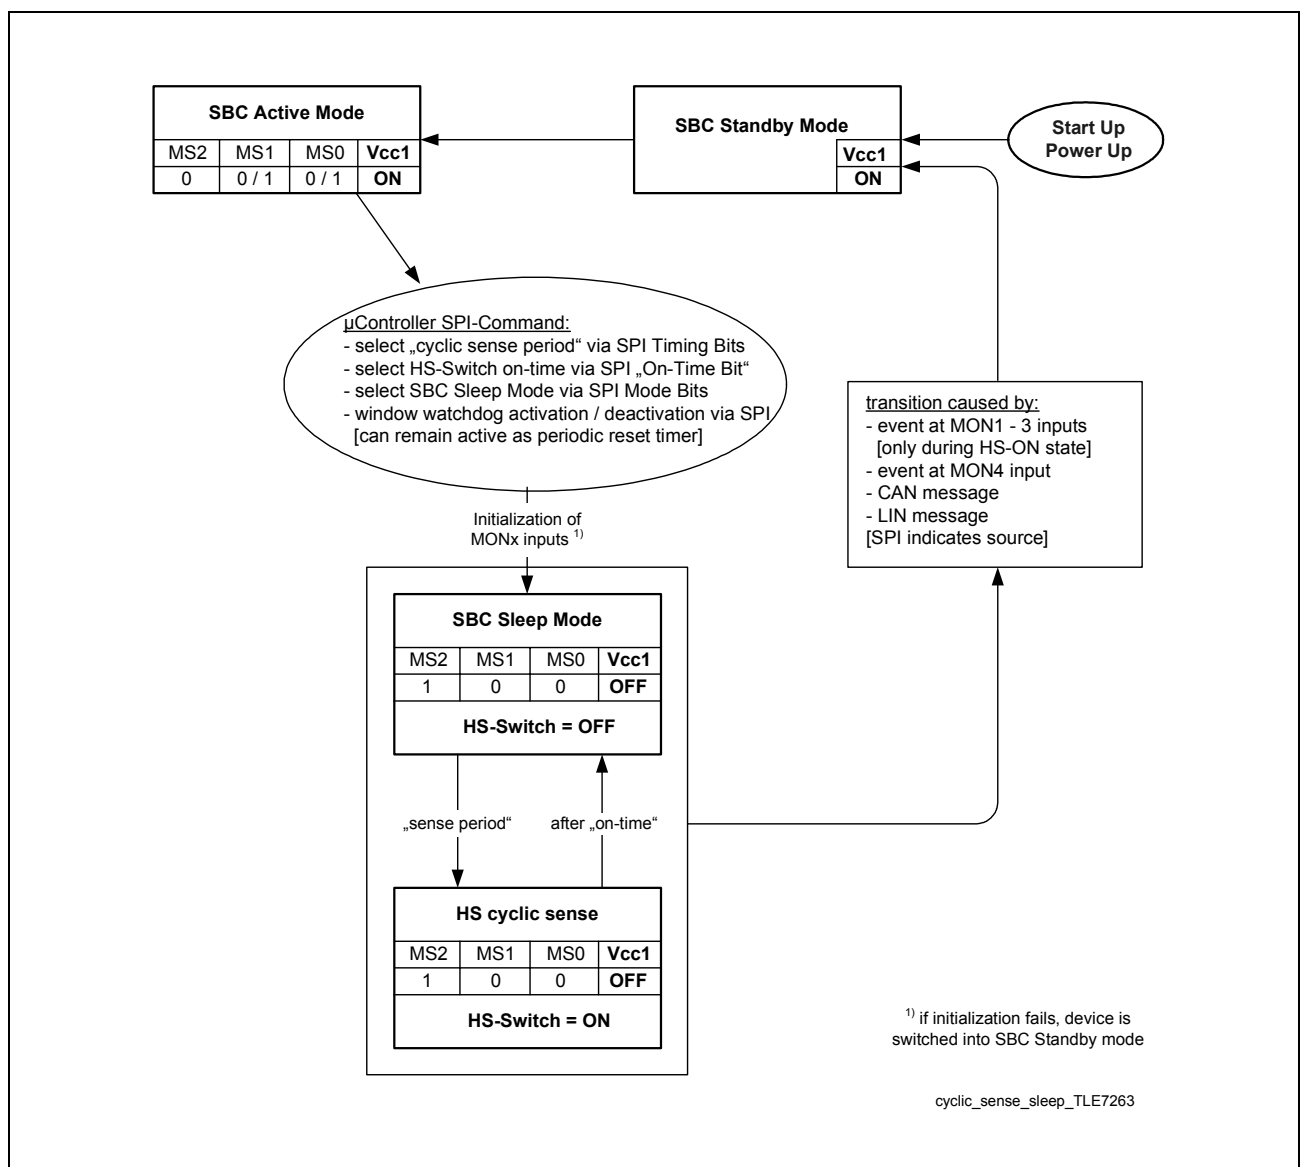 SBC Active Mode
MS2 MS1 MS0 Vcc1
0 0 / 1 0 / 1 ON
SBC Standby Mode
Vcc1
ON
Start Up
Power Up
µController SPI-Command:
- select „cyclic sense period“ via SPI Timing Bits
- select HS-Switch on-time via SPI „On-Time Bit“
- select SBC Sleep Mode via SPI Mode Bits
- window watchdog activation / deactivation via SPI
[can remain active as periodic reset timer]
transition caused by:
- event at MON1 - 3 inputs
[only during HS-ON state]
- event at MON4 input
- CAN message
- LIN message
[SPI indicates source]
Initialization of
MONx inputs 1)
SBC Sleep Mode
MS2 MS1 MS0 Vcc1
1 0 0 OFF
HS-Switch = OFF
„sense period“ after „on-time“
HS cyclic sense
MS2 MS1 MS0 Vcc1
1 0 0 OFF
HS-Switch = ON
1) if initialization fails, device is
switched into SBC Standby mode
cyclic_sense_sleep_TLE7263